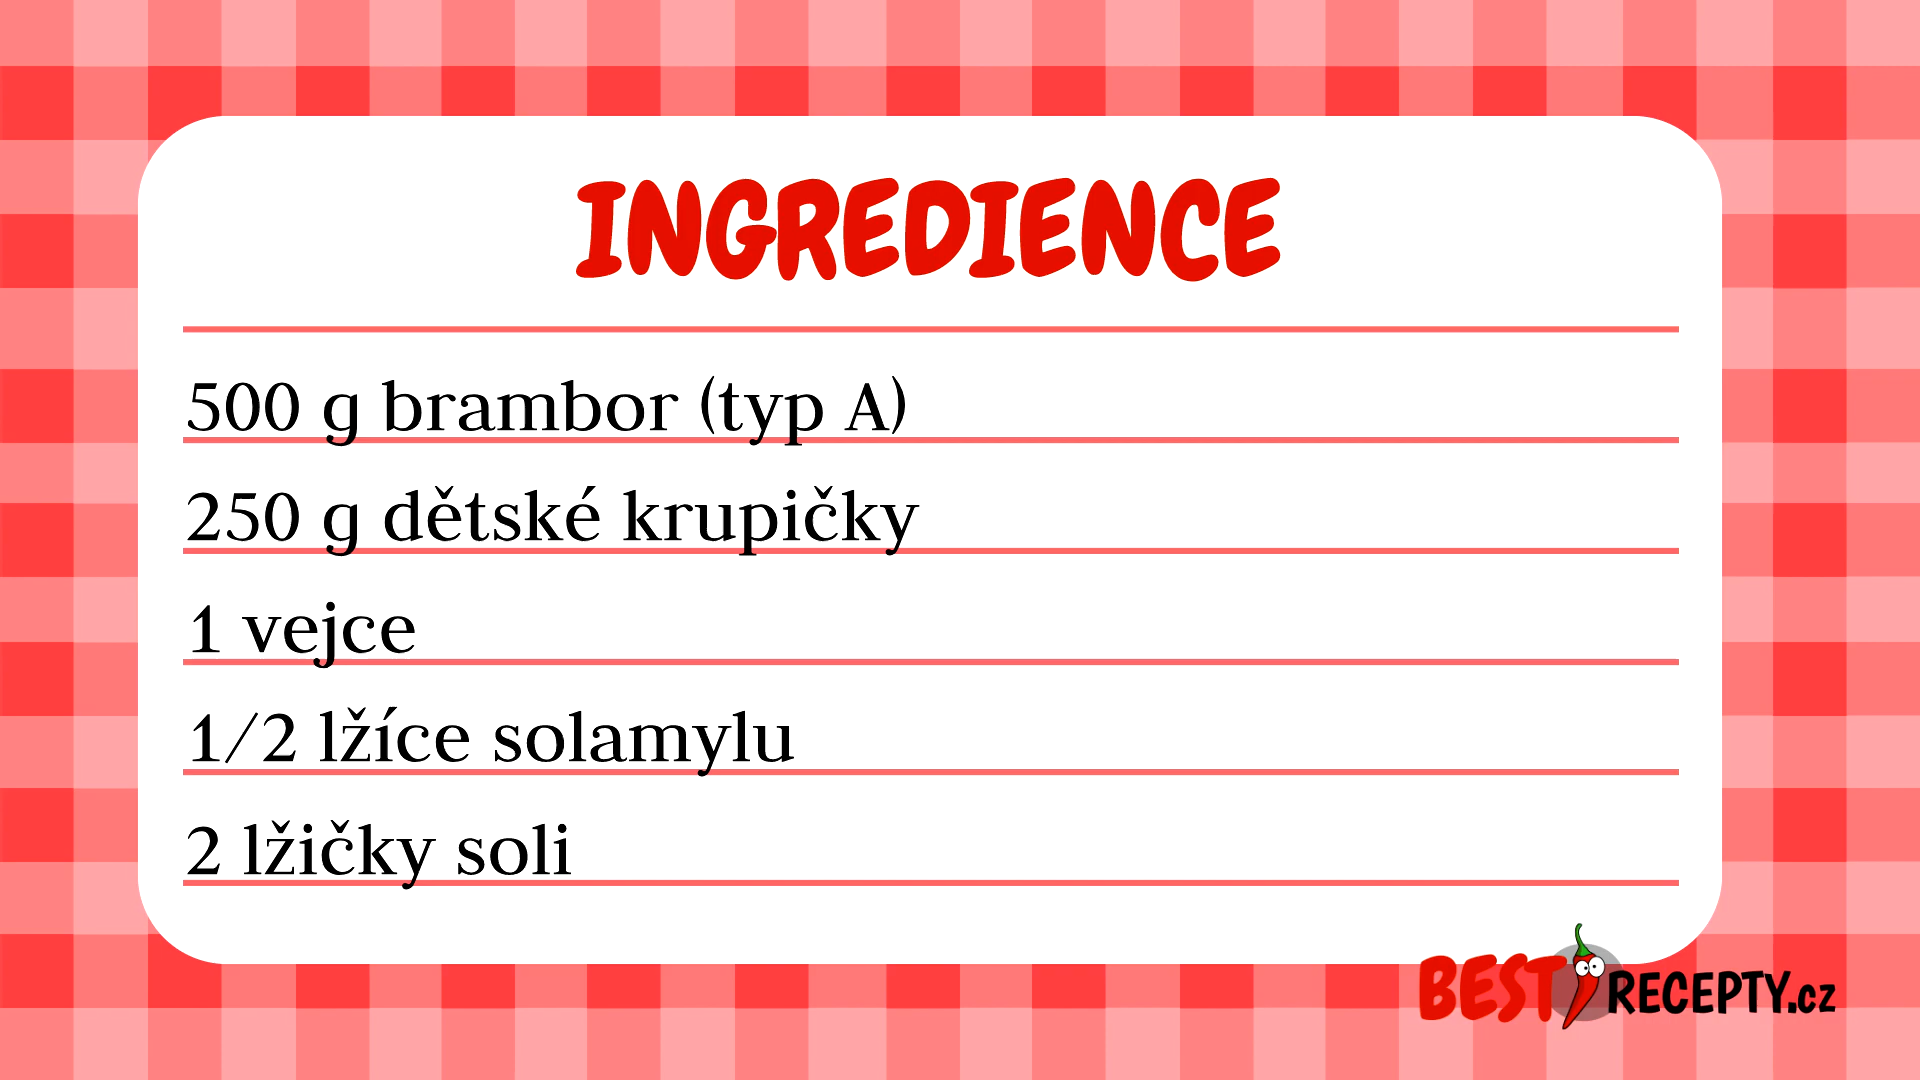 INGREDIENCE
500 g brambor (typ A)
250 g dětské krupičky
1 vejce
1/2 lžíce solamylu
2 lžičky soli
BEST RECEPTY.cz